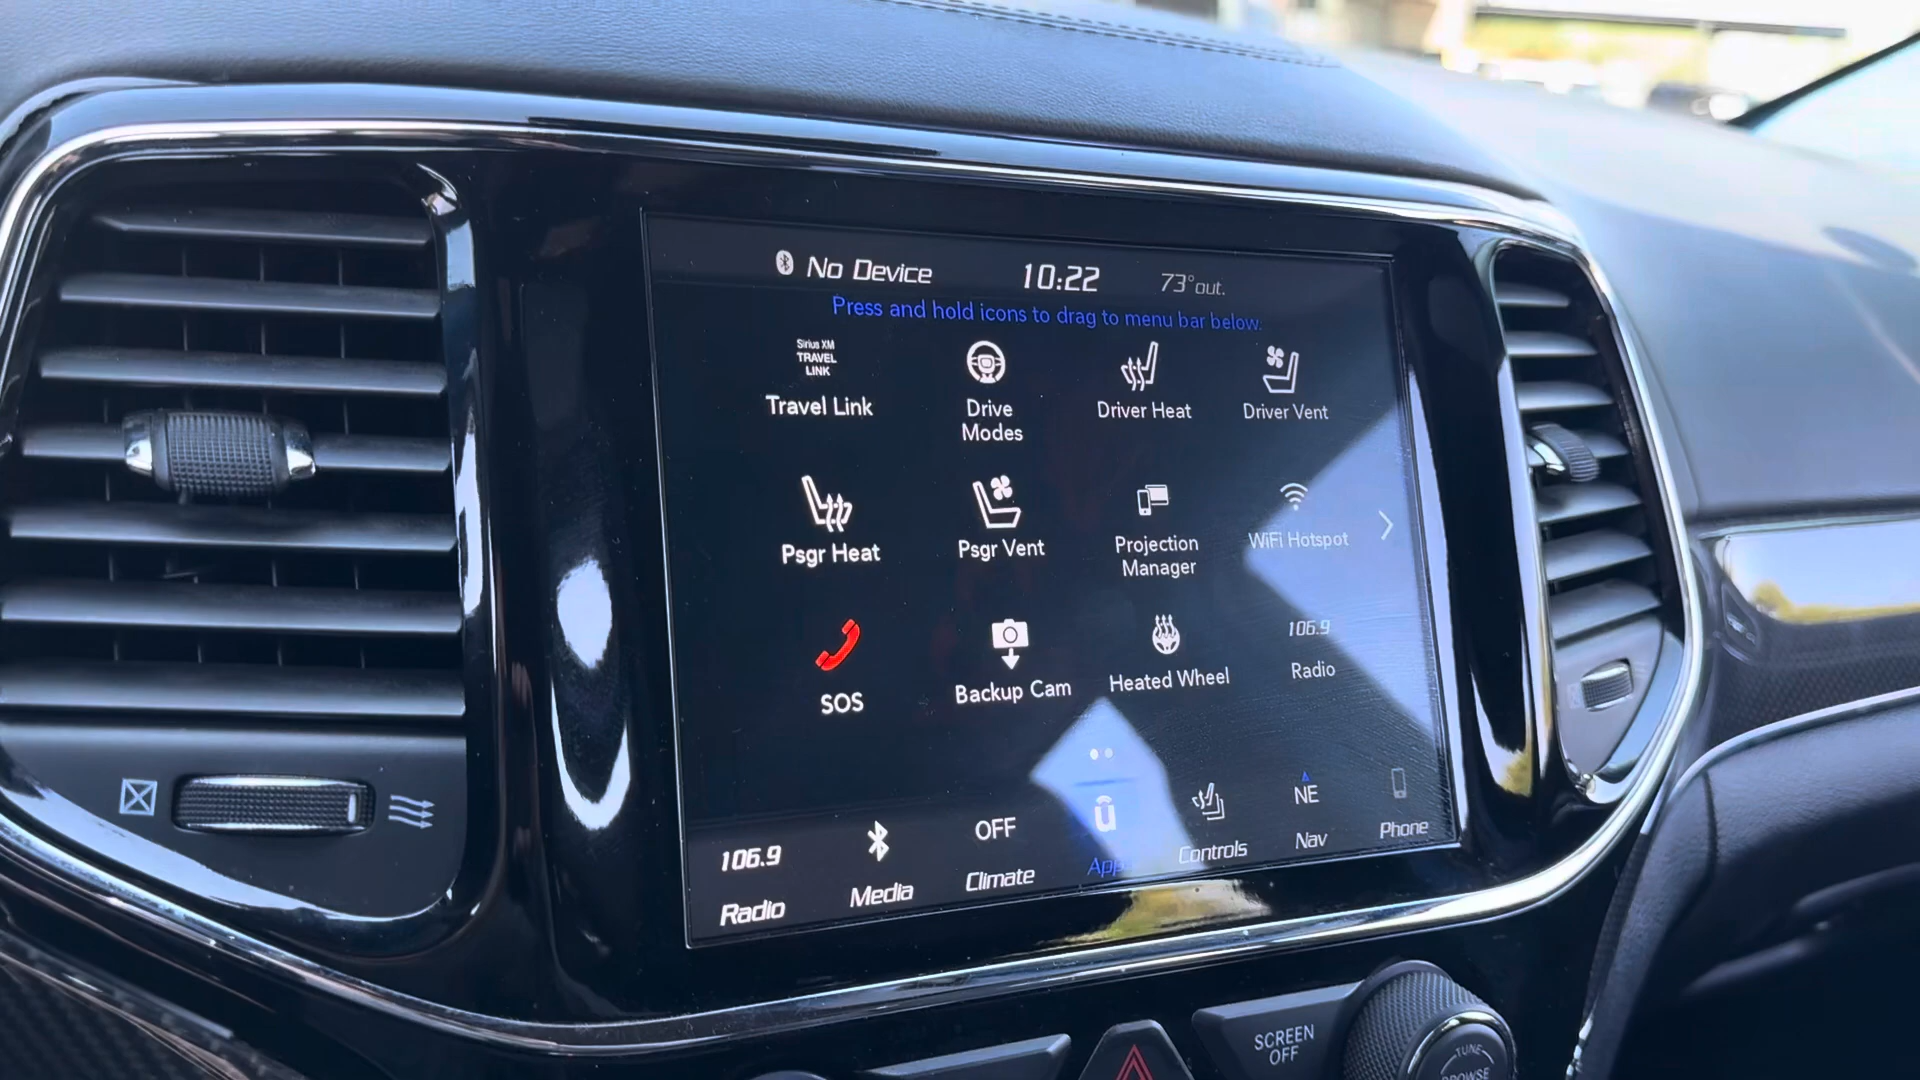 No Device 10:22 73°out.
Press and hold icons to drag to menu bar below.
Sirius XM
TRAVEL
LINK
Travel Link
Drive
Modes
Driver Heat
Driver Vent
Psgr Heat
Psgr Vent
Projection
Manager
WiFi Hotspot
SOS
Backup Cam
Heated Wheel
106.9
Radio
106.9
Radio
Media
OFF
Climate
û
Apps
Controls
NE
Nav
Phone
SCREEN
OFF
TUNE
BROWSE